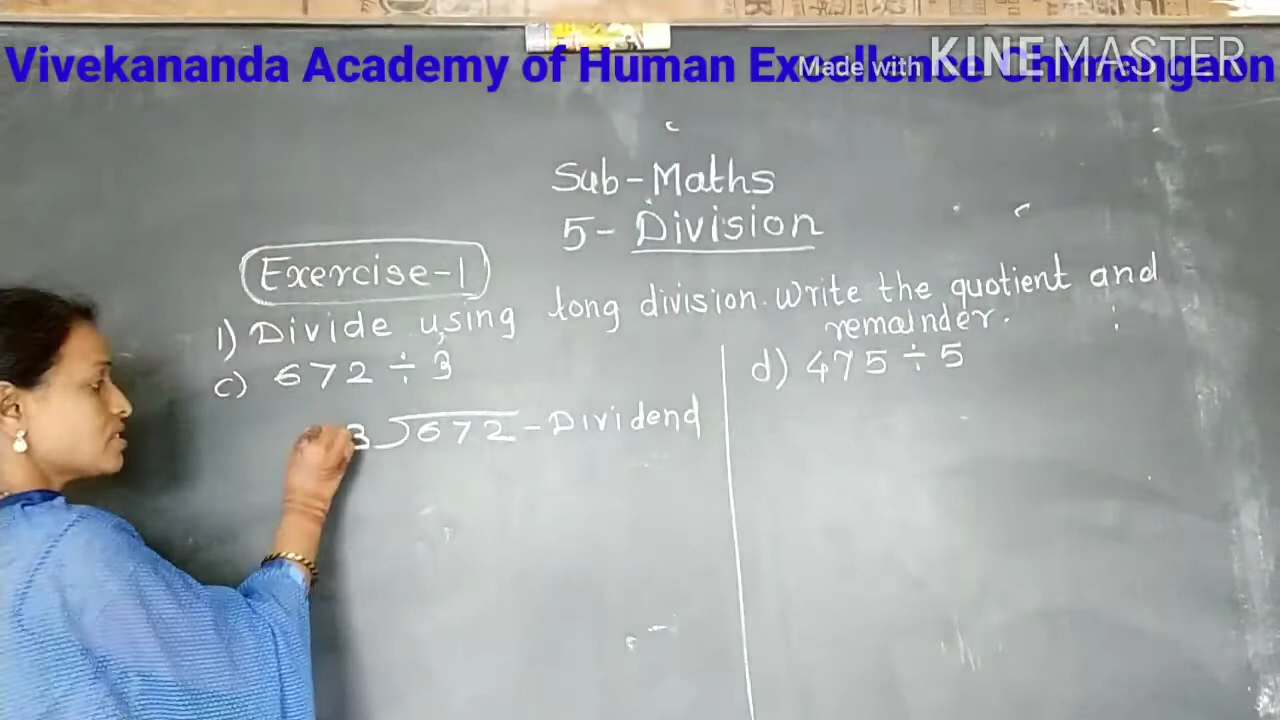 Vivekananda Academy of Human Excellence Chimangaon
Made with KINEMASTER
Sub-Maths
5- Division
Exercise-1
1) Divide using long division. Write the quotient and
remainder.
c) 672 ÷ 3
d) 475 ÷ 5
3 672 - Dividend